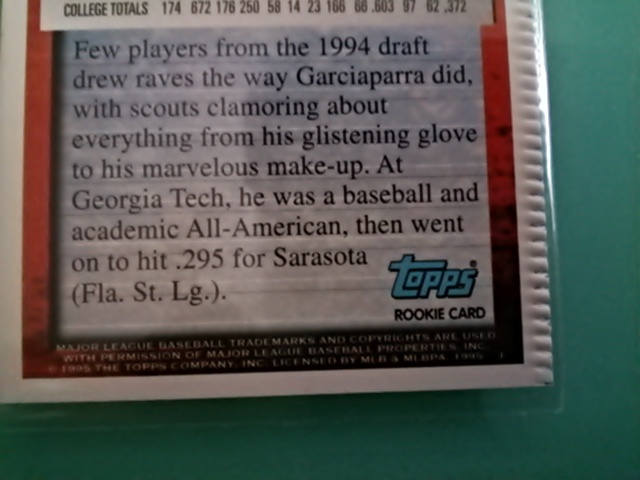 COLLEGE TOTALS 174 672 176 250 58 14 23 166 66 .603 97 62 .372
Few players from the 1994 draft
drew raves the way Garciaparra did,
with scouts clamoring about
everything from his glistening glove
to his marvelous make-up. At
Georgia Tech, he was a baseball and
academic All-American, then went
on to hit .295 for Sarasota
(Fla. St. Lg.).
Topps®
ROOKIE CARD
MAJOR LEAGUE BASEBALL TRADEMARKS AND COPYRIGHTS ARE USED
WITH PERMISSION OF MAJOR LEAGUE BASEBALL PROPERTIES, INC.
© 1995 THE TOPPS COMPANY, INC. LICENSED BY MLB & MLBPA 1995